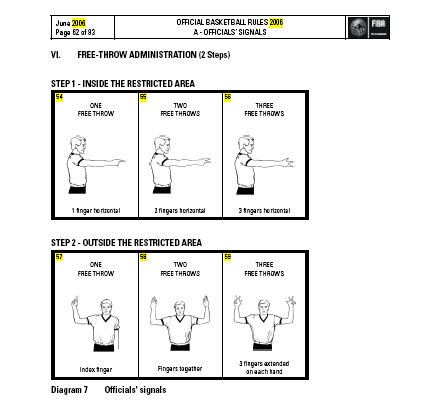 June 2006
Page 62 of 83
OFFICIAL BASKETBALL RULES 2006
A - OFFICIALS' SIGNALS
FIBA
VI. FREE-THROW ADMINISTRATION (2 Steps)
STEP 1 - INSIDE THE RESTRICTED AREA
54
ONE
FREE THROW
1 finger horizontal
55
TWO
FREE THROWS
2 fingers horizontal
56
THREE
FREE THROWS
3 fingers horizontal
STEP 2 - OUTSIDE THE RESTRICTED AREA
57
ONE
FREE THROW
Index finger
58
TWO
FREE THROWS
Fingers together
59
THREE
FREE THROWS
3 fingers extended
on each hand
Diagram 7 Officials' signals